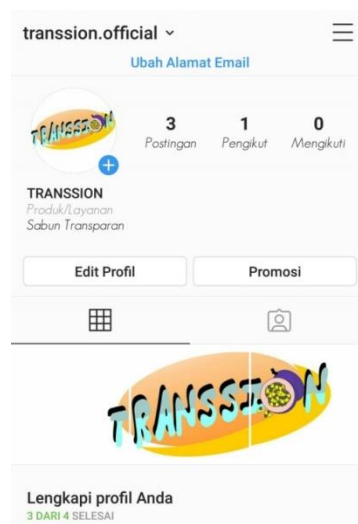 transsion.official
Ubah Alamat Email
TRANSSION
3 1 0
Postingan Pengikut Mengikuti
TRANSSION
Produk/Layanan
Sabun Transparan
Edit Profil Promosi
TRANSSION
Lengkapi profil Anda
3 DARI 4 SELESAI